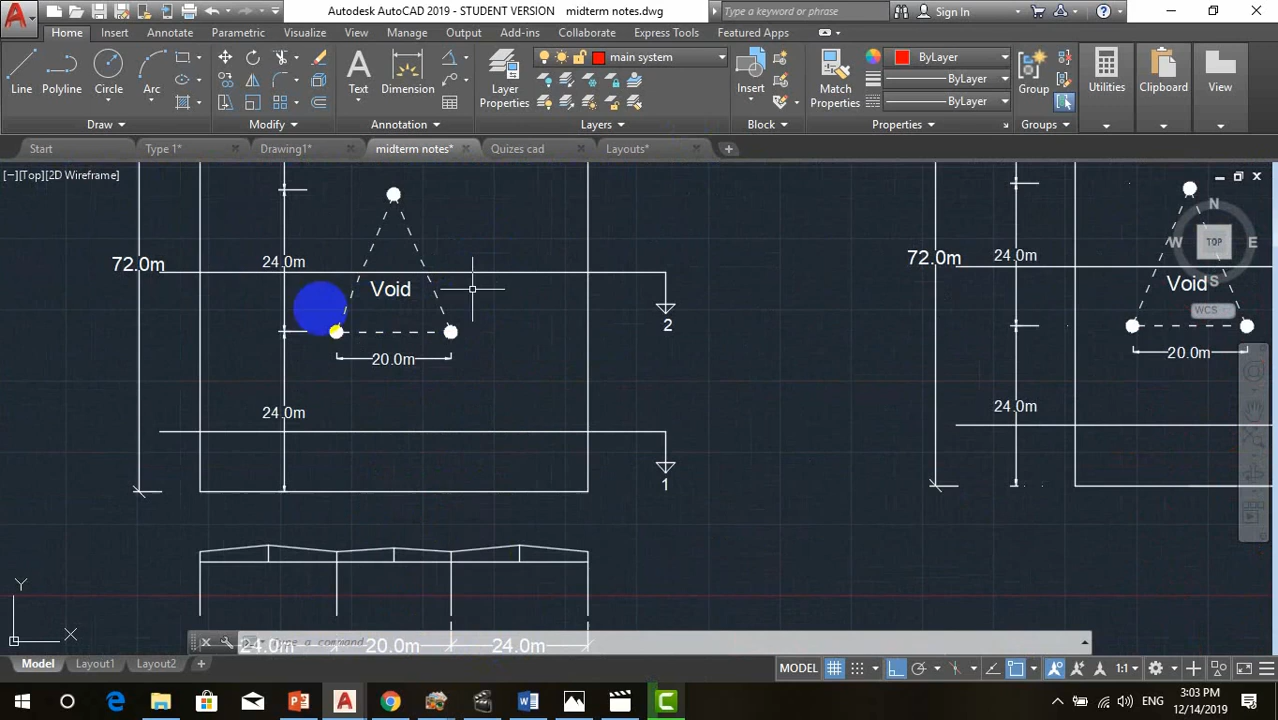 Autodesk AutoCAD 2019 - STUDENT VERSION midterm notes.dwg
Type a keyword or phrase
Sign In
Home Insert Annotate Parametric Visualize View Manage Output Add-ins Collaborate Express Tools Featured Apps
main system
ByLayer
ByLayer
ByLayer
Line Polyline Circle Arc Text Dimension Layer Properties Insert Match Properties Group Utilities Clipboard View
Draw Modify Annotation Layers Block Properties Groups
Start Type 1* Drawing1* midterm notes* Quizes cad Layouts*
[−][Top][2D Wireframe]
N
W TOP E
S
WCS
72.0m
24.0m
Void
2
20.0m
24.0m
1
72.0m
24.0m
Void
20.0m
24.0m
24.0m 20.0m 24.0m
Y
X
Type a command
Model Layout1 Layout2
MODEL 1:1
ENG 3:03 PM
12/14/2019